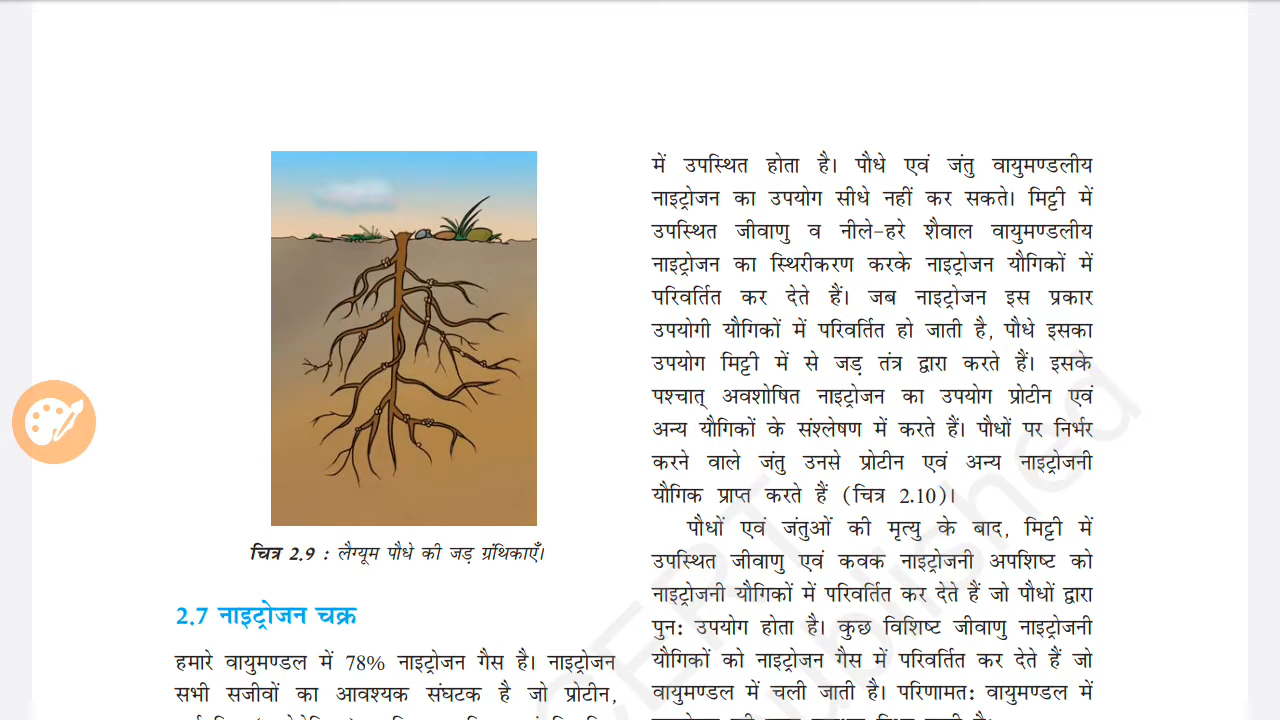 चित्र 2.9 : लैग्यूम पौधे की जड़ ग्रंथिकाएँ।
2.7 नाइट्रोजन चक्र
हमारे वायुमण्डल में 78% नाइट्रोजन गैस है। नाइट्रोजन
सभी सजीवों का आवश्यक संघटक है जो प्रोटीन,
में उपस्थित होता है। पौधे एवं जंतु वायुमण्डलीय
नाइट्रोजन का उपयोग सीधे नहीं कर सकते। मिट्टी में
उपस्थित जीवाणु व नीले-हरे शैवाल वायुमण्डलीय
नाइट्रोजन का स्थिरीकरण करके नाइट्रोजन यौगिकों में
परिवर्तित कर देते हैं। जब नाइट्रोजन इस प्रकार
उपयोगी यौगिकों में परिवर्तित हो जाती है, पौधे इसका
उपयोग मिट्टी में से जड़ तंत्र द्वारा करते हैं। इसके
पश्चात् अवशोषित नाइट्रोजन का उपयोग प्रोटीन एवं
अन्य यौगिकों के संश्लेषण में करते हैं। पौधों पर निर्भर
करने वाले जंतु उनसे प्रोटीन एवं अन्य नाइट्रोजनी
यौगिक प्राप्त करते हैं (चित्र 2.10)।
पौधों एवं जंतुओं की मृत्यु के बाद, मिट्टी में
उपस्थित जीवाणु एवं कवक नाइट्रोजनी अपशिष्ट को
नाइट्रोजनी यौगिकों में परिवर्तित कर देते हैं जो पौधों द्वारा
पुन: उपयोग होता है। कुछ विशिष्ट जीवाणु नाइट्रोजनी
यौगिकों को नाइट्रोजन गैस में परिवर्तित कर देते हैं जो
वायुमण्डल में चली जाती है। परिणामत: वायुमण्डल में